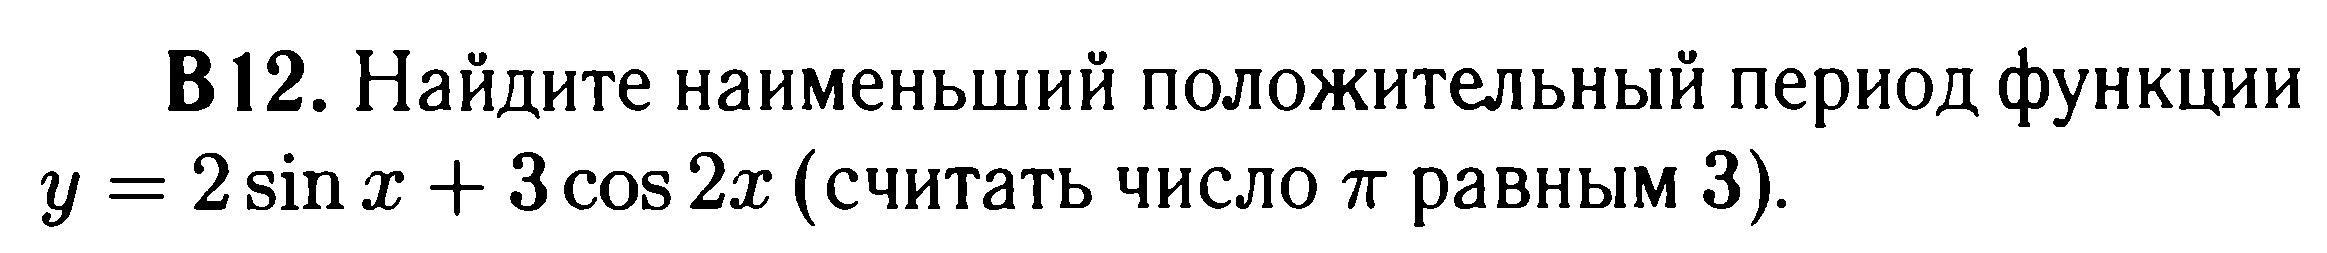 В12. Найдите наименьший положительный период функции
y = 2 sin x + 3 cos 2x (считать число π равным 3).